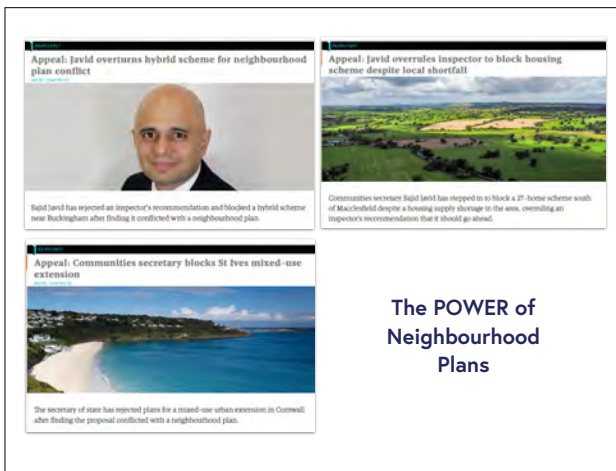 Appeal: Javid overturns hybrid scheme for neighbourhood
plan conflict
Sajid Javid has rejected an inspector's recommendation and blocked a hybrid scheme
near Buckingham after finding it conflicted with a neighbourhood plan.
Appeal: Javid overrules inspector to block housing
scheme despite local shortfall
Communities secretary Sajid Javid has stepped in to block a 27-home scheme south
of Macclesfield despite a housing supply shortage in the area, overruling an
inspector's recommendation that it should go ahead.
Appeal: Communities secretary blocks St Ives mixed-use
extension
The secretary of state has rejected plans for a mixed-use urban extension in Cornwall
after finding the proposal conflicted with a neighbourhood plan.
The POWER of
Neighbourhood
Plans